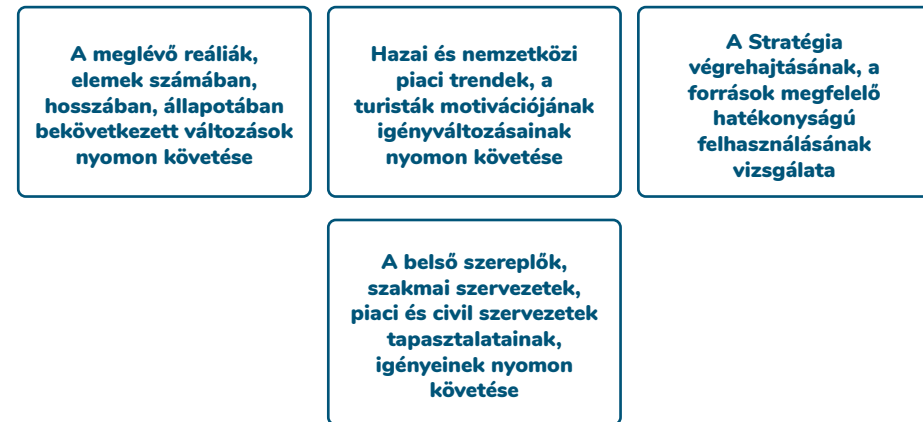 A meglévő reáliák,
elemek számában,
hosszában, állapotában
bekövetkezett változások
nyomon követése
Hazai és nemzetközi
piaci trendek, a
turisták motivációjának
igényváltozásainak
nyomon követése
A Stratégia
végrehajtásának, a
források megfelelő
hatékonyságú
felhasználásának
vizsgálata
A belső szereplők,
szakmai szervezetek,
piaci és civil szervezetek
tapasztalatainak,
igényeinek nyomon
követése